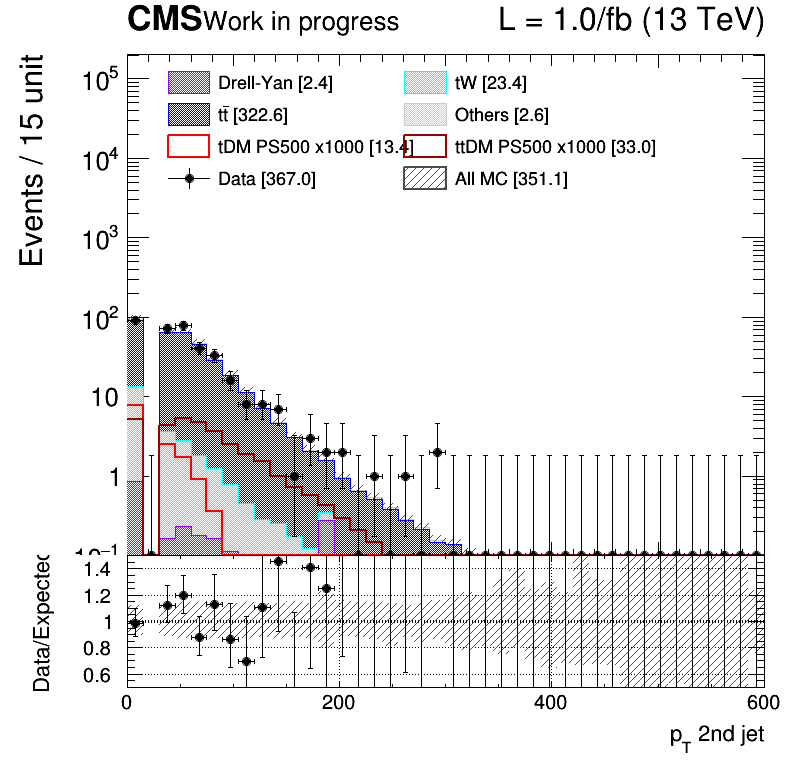 CMS Work in progress L = 1.0/fb (13 TeV)
Events / 15 unit
Drell-Yan [2.4] tW [23.4]
tt̄ [322.6] Others [2.6]
tDM PS500 x1000 [13.4] ttDM PS500 x1000 [33.0]
Data [367.0] All MC [351.1]
10⁵
10⁴
10³
10²
10
1
10⁻¹
Data/Expected
1.4
1.2
1
0.8
0.6
0 200 400 600
p_T 2nd jet